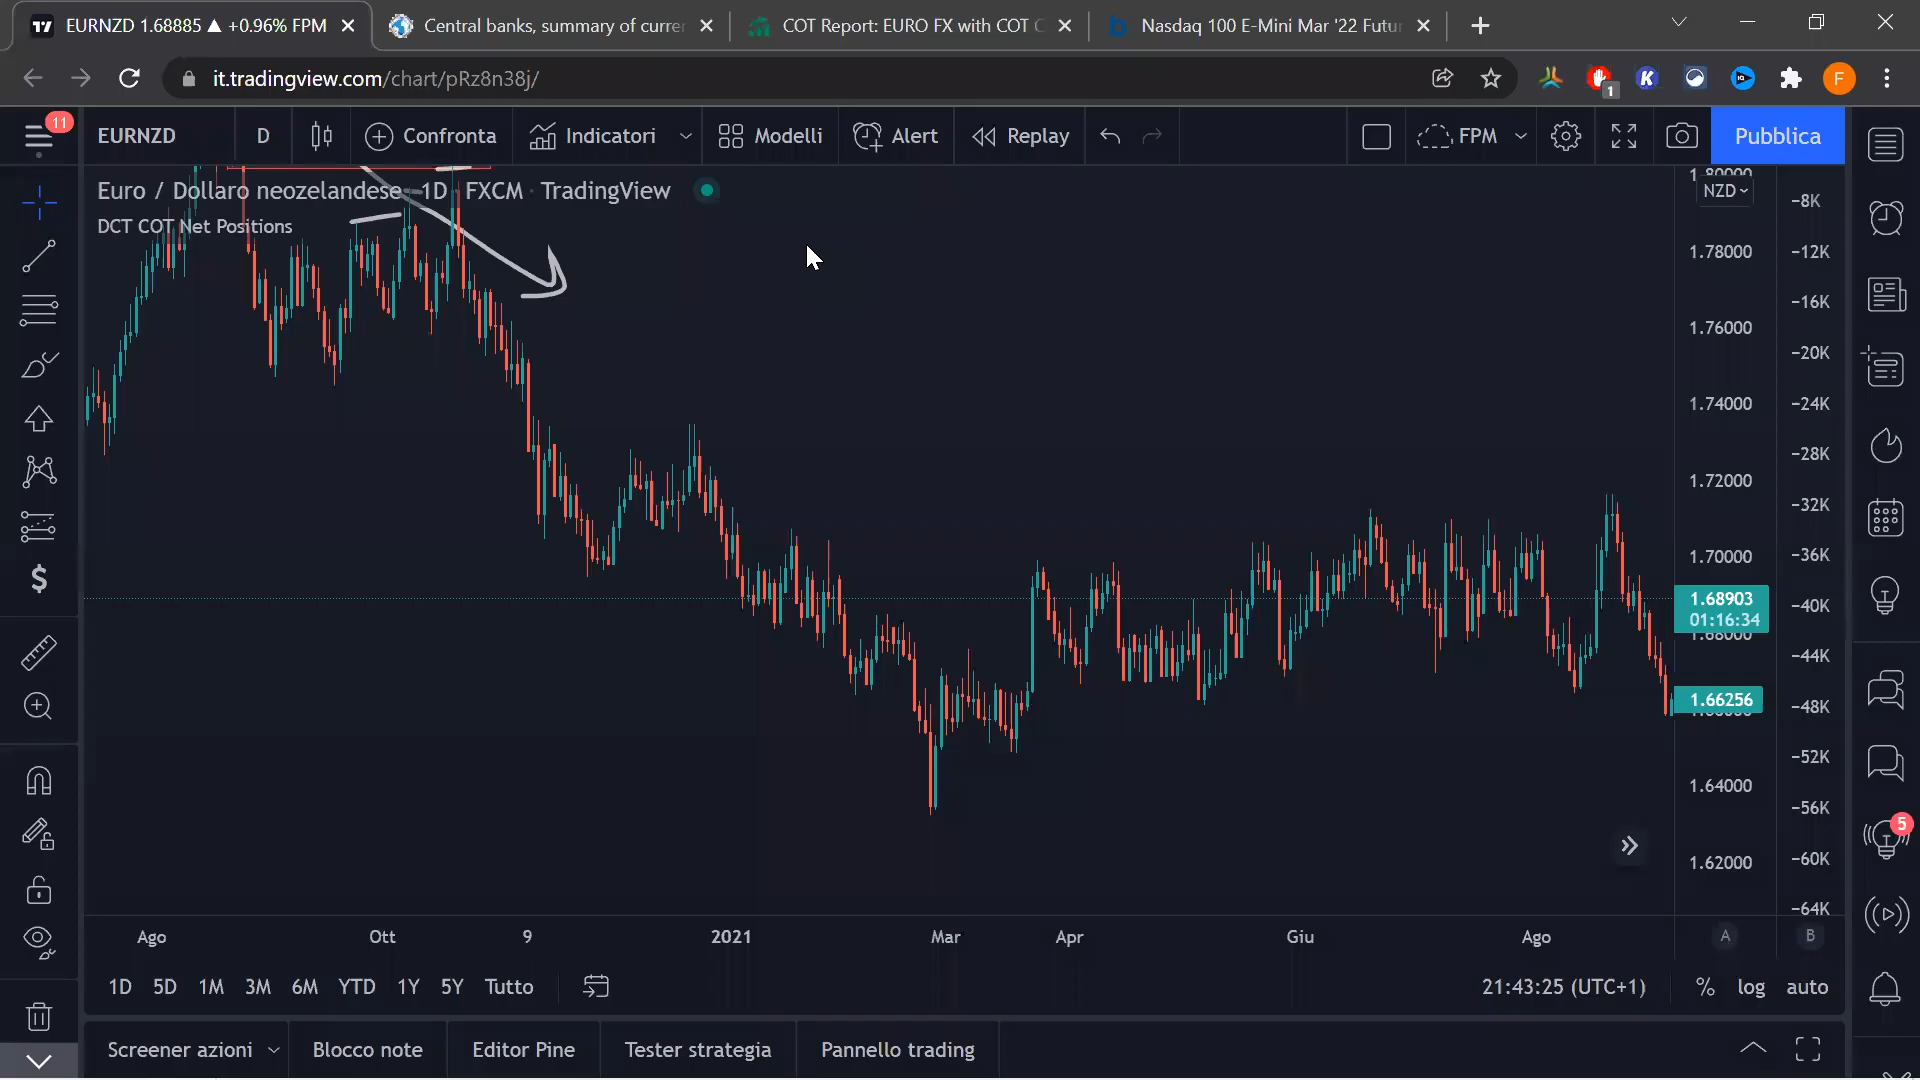 EURNZD 1.68885 ▲ +0.96% FPM
Central banks, summary of currer
COT Report: EURO FX with COT C
Nasdaq 100 E-Mini Mar '22 Futur
it.tradingview.com/chart/pRz8n38j/
1
F
11
EURNZD
D
Confronta
Indicatori
Modelli
Alert
Replay
FPM
Pubblica
Euro / Dollaro neozelandese · 1D · FXCM · TradingView
DCT COT Net Positions
1.80000
NZD
1.78000
1.76000
1.74000
1.72000
1.70000
1.68903
01:16:34
1.68000
1.66256
1.64000
1.62000
−8K
−12K
−16K
−20K
−24K
−28K
−32K
−36K
−40K
−44K
−48K
−52K
−56K
−60K
−64K
5
Ago
Ott
9
2021
Mar
Apr
Giu
Ago
A
B
1D 5D 1M 3M 6M YTD 1Y 5Y Tutto
21:43:25 (UTC+1)
% log auto
Screener azioni
Blocco note
Editor Pine
Tester strategia
Pannello trading